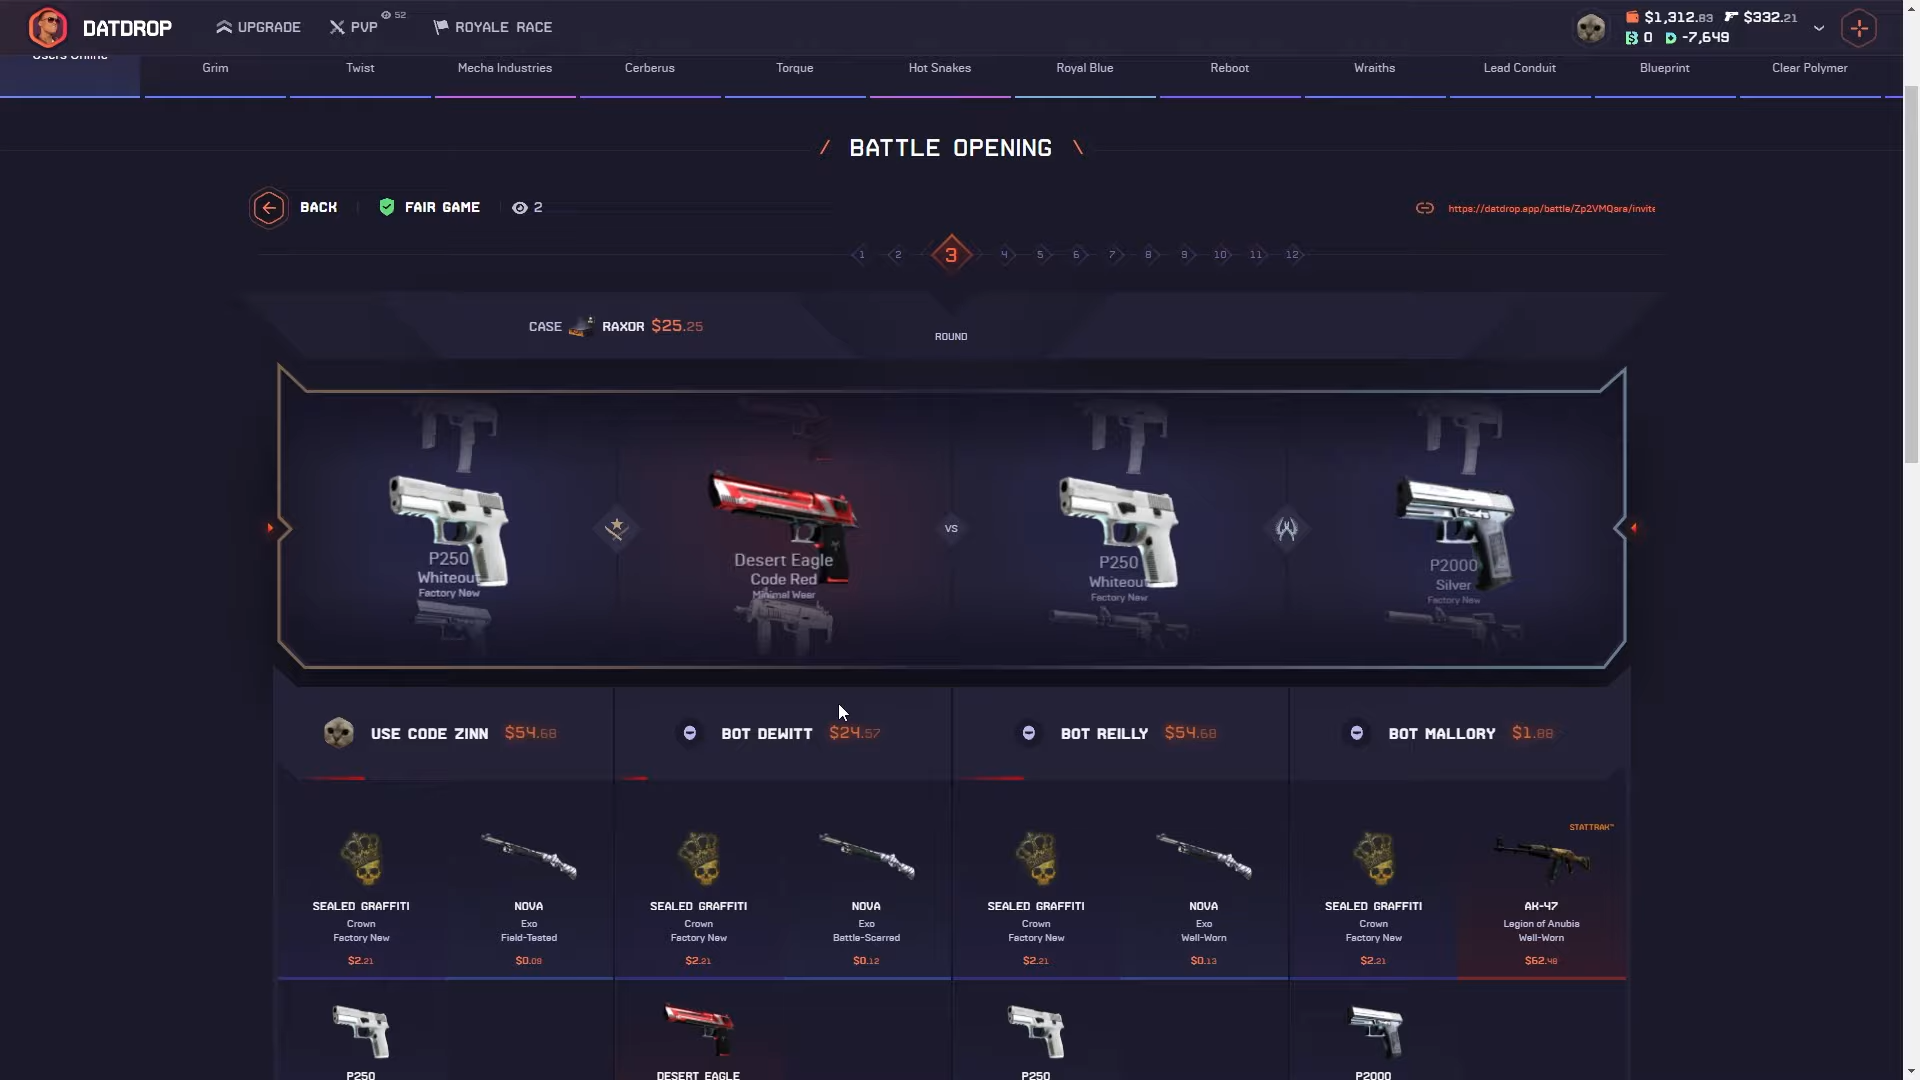 DATDROP
UPGRADE
PVP
52
ROYALE RACE
$1,312.83
$332.21
0
-7,649
Users Online
Grim
Twist
Mecha Industries
Cerberus
Torque
Hot Snakes
Royal Blue
Reboot
Wraiths
Lead Conduit
Blueprint
Clear Polymer
/ BATTLE OPENING \
BACK
FAIR GAME
2
https://datdrop.app/battle/Zp2VMQsra/invite
1 2 3 4 5 6 7 8 9 10 11 12
CASE RAXOR $25.25
ROUND
P250
Whiteout
Factory New
Desert Eagle
Code Red
Minimal Wear
VS
P250
Whiteout
Factory New
P2000
Silver
Factory New
USE CODE ZINN $54.68
BOT DEWITT $24.57
BOT REILLY $54.68
BOT MALLORY $1.88
SEALED GRAFFITI
Crown
Factory New
$2.21
NOVA
Exo
Field-Tested
$0.09
SEALED GRAFFITI
Crown
Factory New
$2.21
NOVA
Exo
Battle-Scarred
$0.12
SEALED GRAFFITI
Crown
Factory New
$2.21
NOVA
Exo
Well-Worn
$0.13
SEALED GRAFFITI
Crown
Factory New
$2.21
STATTRAK™
AK-47
Legion of Anubis
Well-Worn
$62.48
P250
DESERT EAGLE
P250
P2000